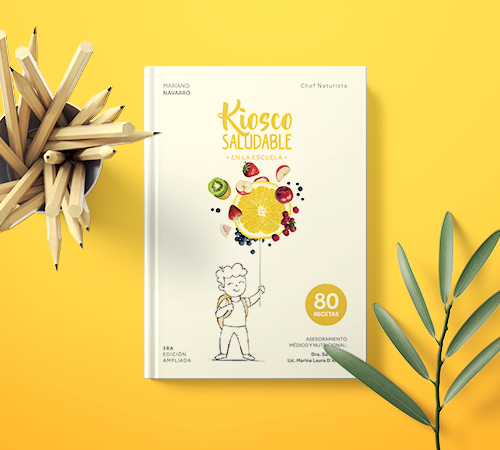 MARIANO
NAVARRO
Chef Naturista
Kiosco
SALUDABLE
• EN LA ESCUELA •
80
RECETAS
3RA
EDICIÓN
AMPLIADA
ASESORAMIENTO
MÉDICO Y NUTRICIONAL:
Dra.
Lic. Marina Laura